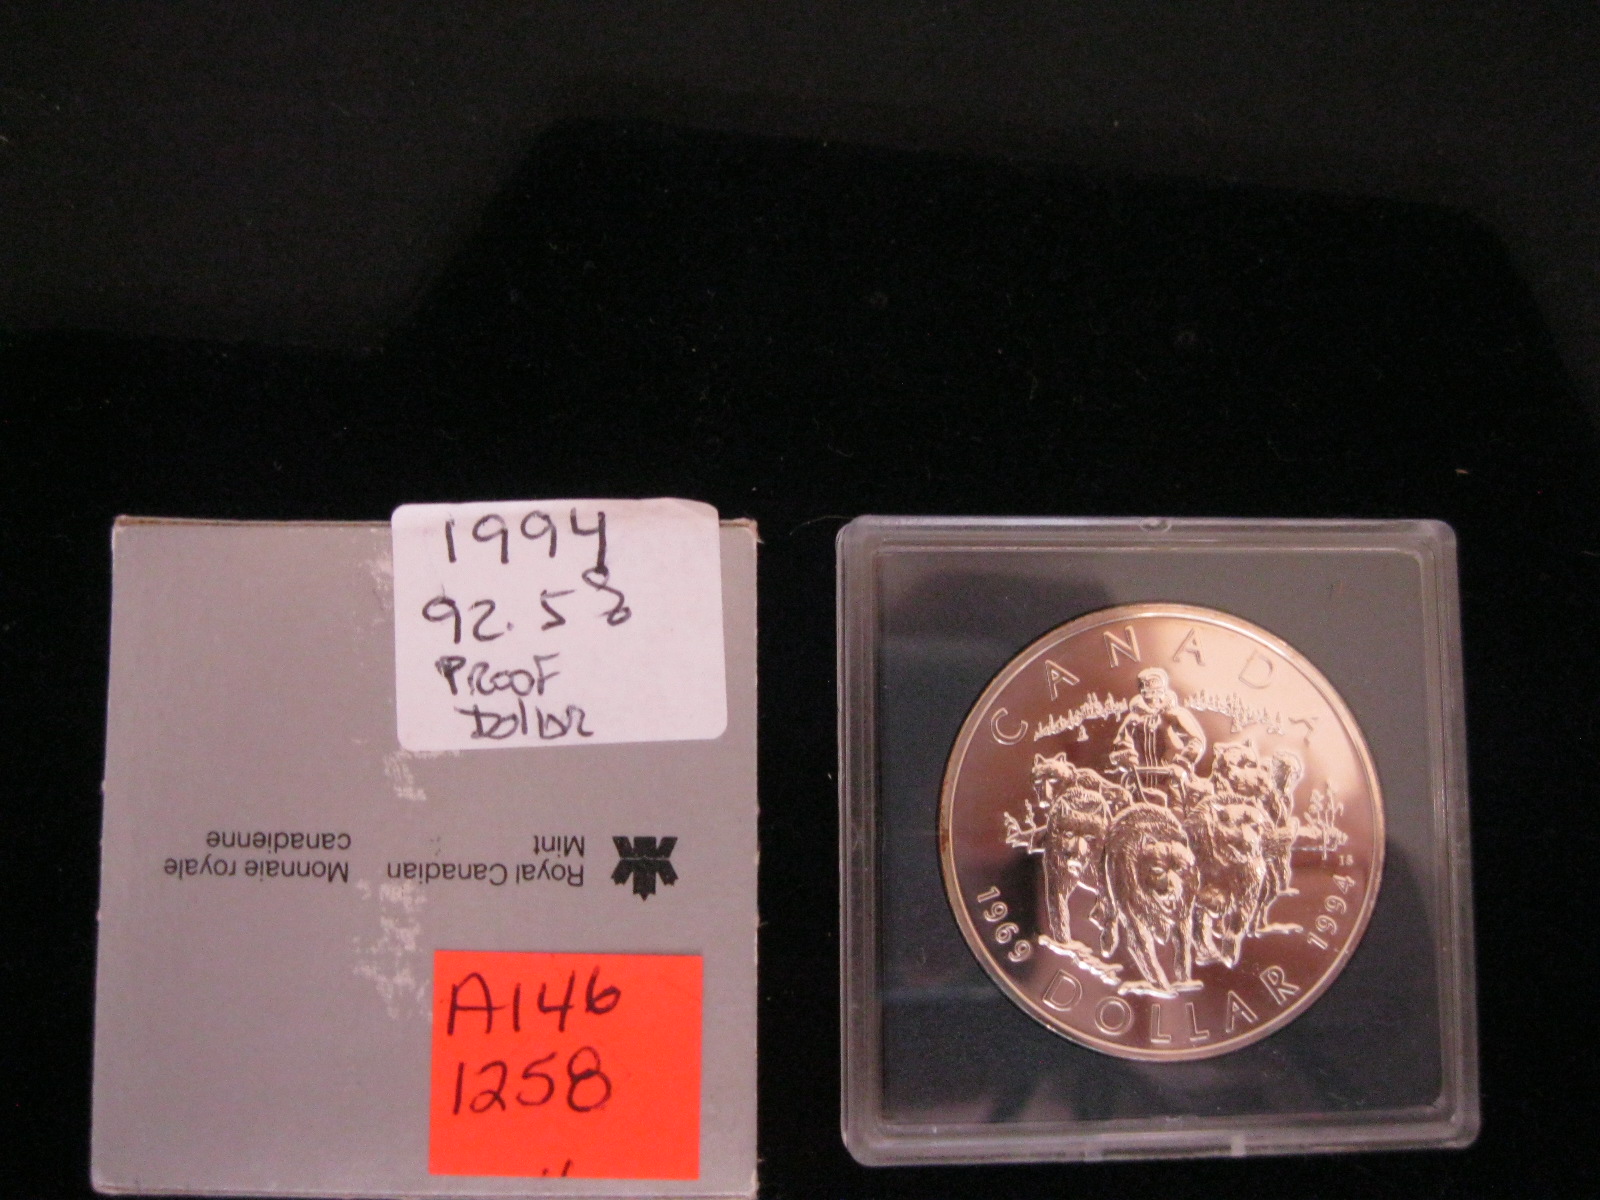 1994
92.5%
PROOF
Dollar
Royal Canadian
Mint
Monnaie royale
canadienne
A146
1258
CANADA
1969
1994
DOLLAR